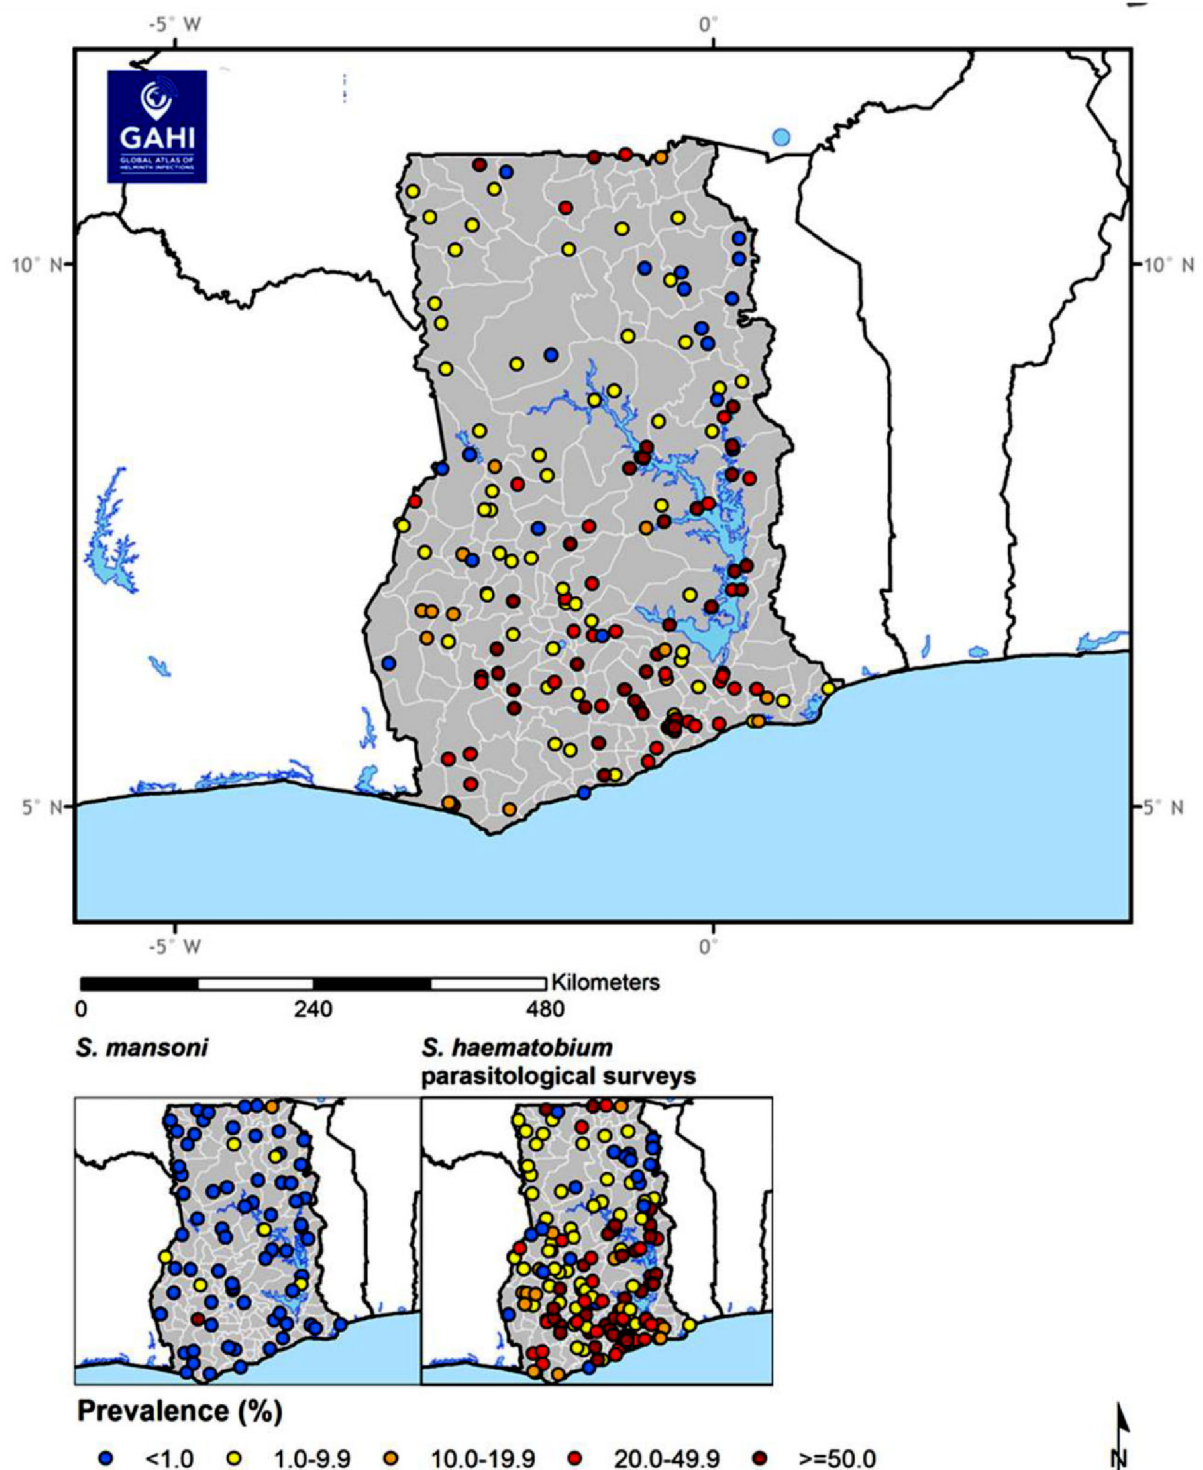 -5° W 0°
GAHI
GLOBAL ATLAS OF
HELMINTH INFECTIONS
10° N 10° N
5° N 5° N
-5° W 0°
Kilometers
0 240 480
S. mansoni
S. haematobium
parasitological surveys
Prevalence (%)
<1.0 1.0-9.9 10.0-19.9 20.0-49.9 >=50.0
N